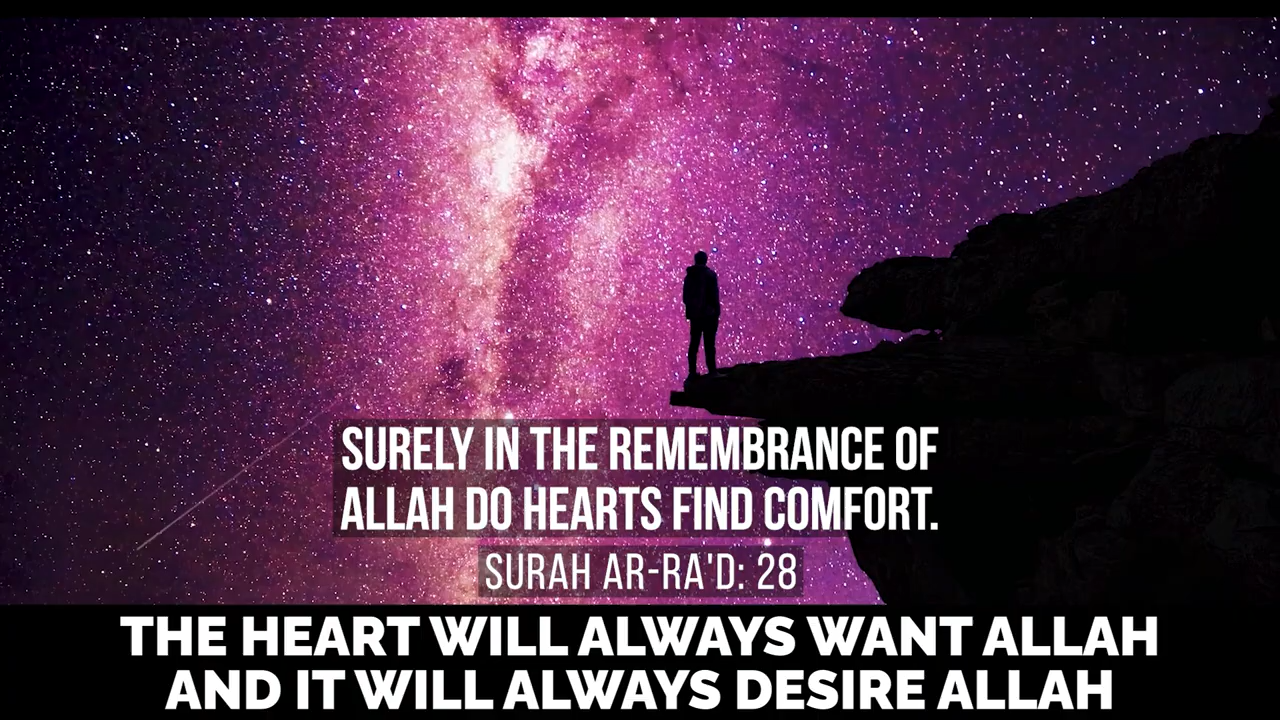 SURELY IN THE REMEMBRANCE OF
ALLAH DO HEARTS FIND COMFORT.
SURAH AR-RA'D: 28
THE HEART WILL ALWAYS WANT ALLAH
AND IT WILL ALWAYS DESIRE ALLAH